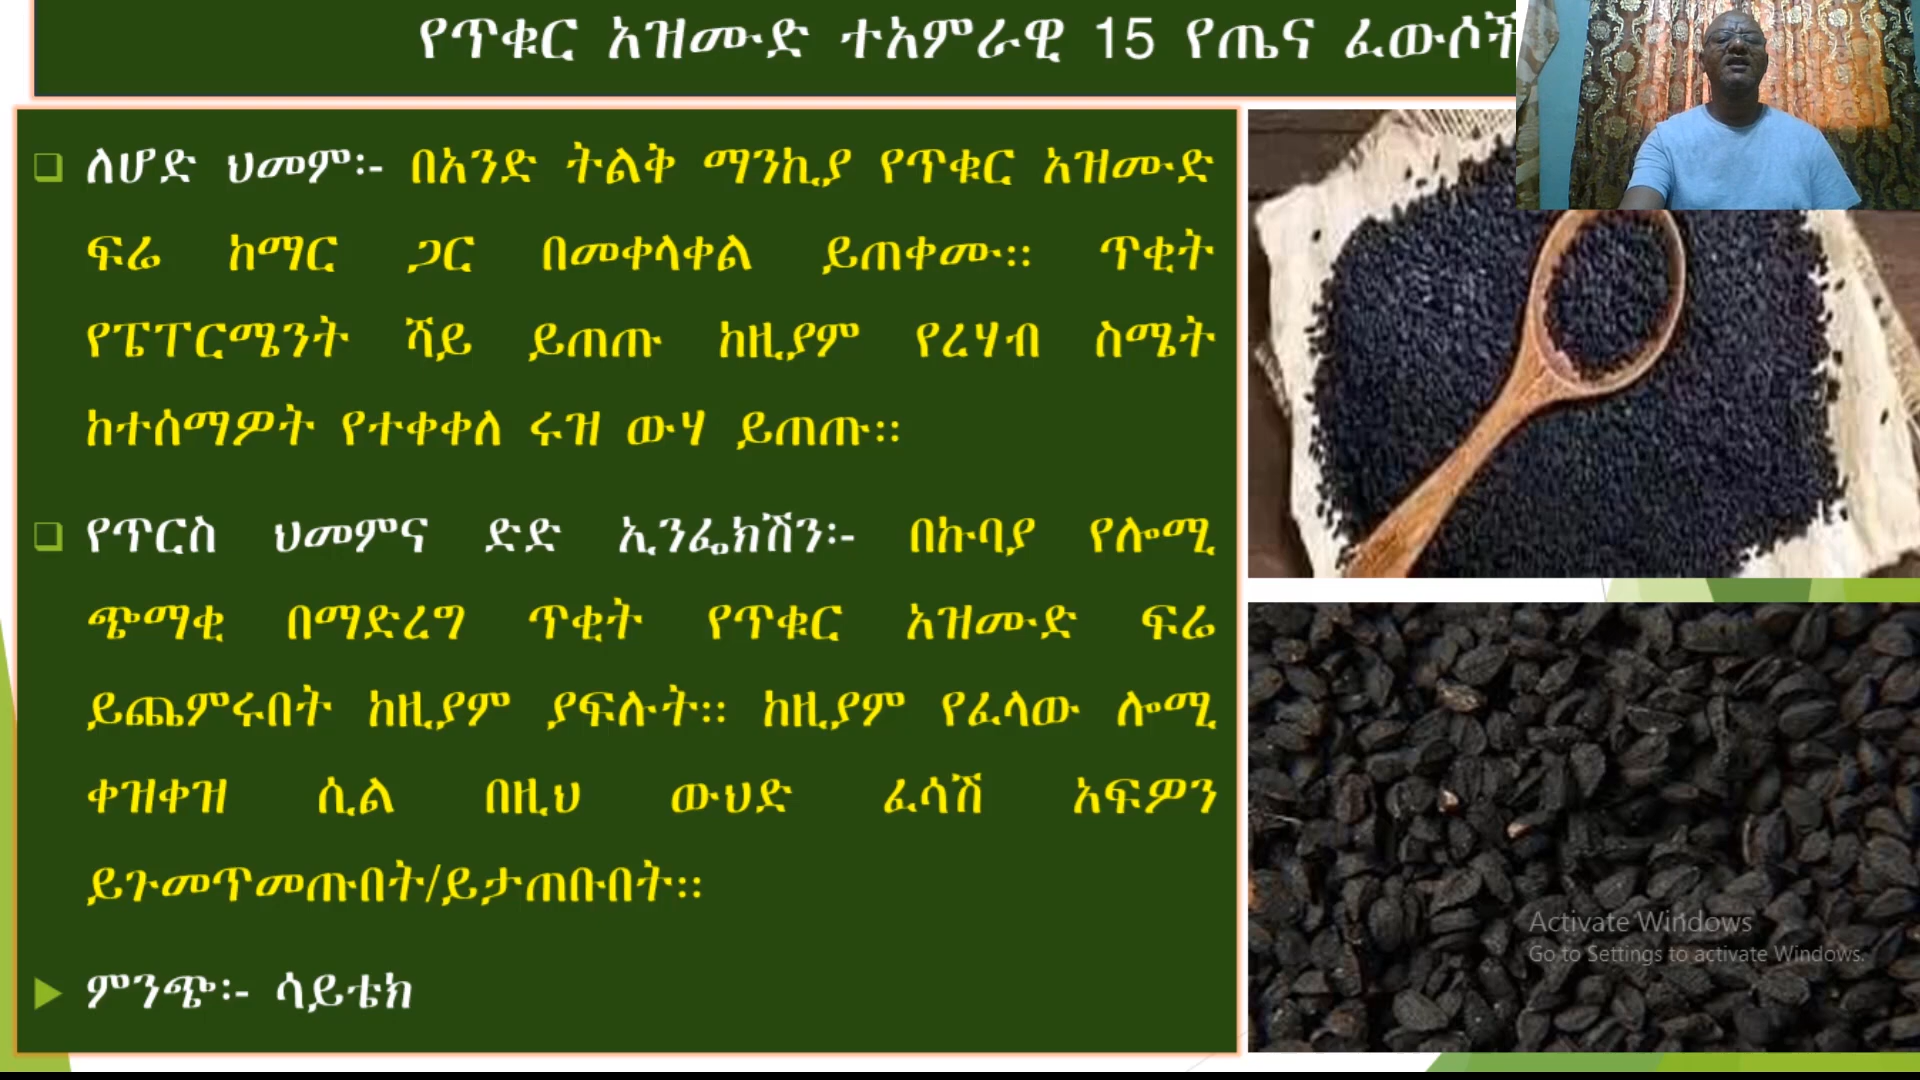 የጥቁር አዝሙድ ተአምራዊ 15 የጤና ፈውሶች
ለሆድ ህመም፡- በአንድ ትልቅ ማንኪያ የጥቁር አዝሙድ
ፍሬ ከማር ጋር በመቀላቀል ይጠቀሙ፡፡ ጥቂት
የፔፐርሜንት ሻይ ይጠጡ ከዚያም የረሃብ ስሜት
ከተሰማዎት የተቀቀለ ሩዝ ውሃ ይጠጡ፡፡
የጥርስ ህመምና ድድ ኢንፌክሽን፡- በኩባያ የሎሚ
ጭማቂ በማድረግ ጥቂት የጥቁር አዝሙድ ፍሬ
ይጨምሩበት ከዚያም ያፍሉት፡፡ ከዚያም የፈላው ሎሚ
ቀዝቀዝ ሲል በዚህ ውህድ ፈሳሽ አፍዎን
ይጉመጥመጡበት/ይታጠቡበት፡፡
ምንጭ፡- ሳይቴክ
Activate Windows
Go to Settings to activate Windows.